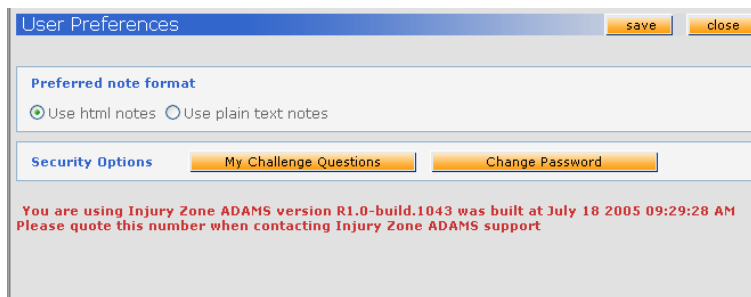 User Preferences save close
Preferred note format
Use html notes Use plain text notes
Security Options My Challenge Questions Change Password
You are using Injury Zone ADAMS version R1.0-build.1043 was built at July 18 2005 09:29:28 AM
Please quote this number when contacting Injury Zone ADAMS support